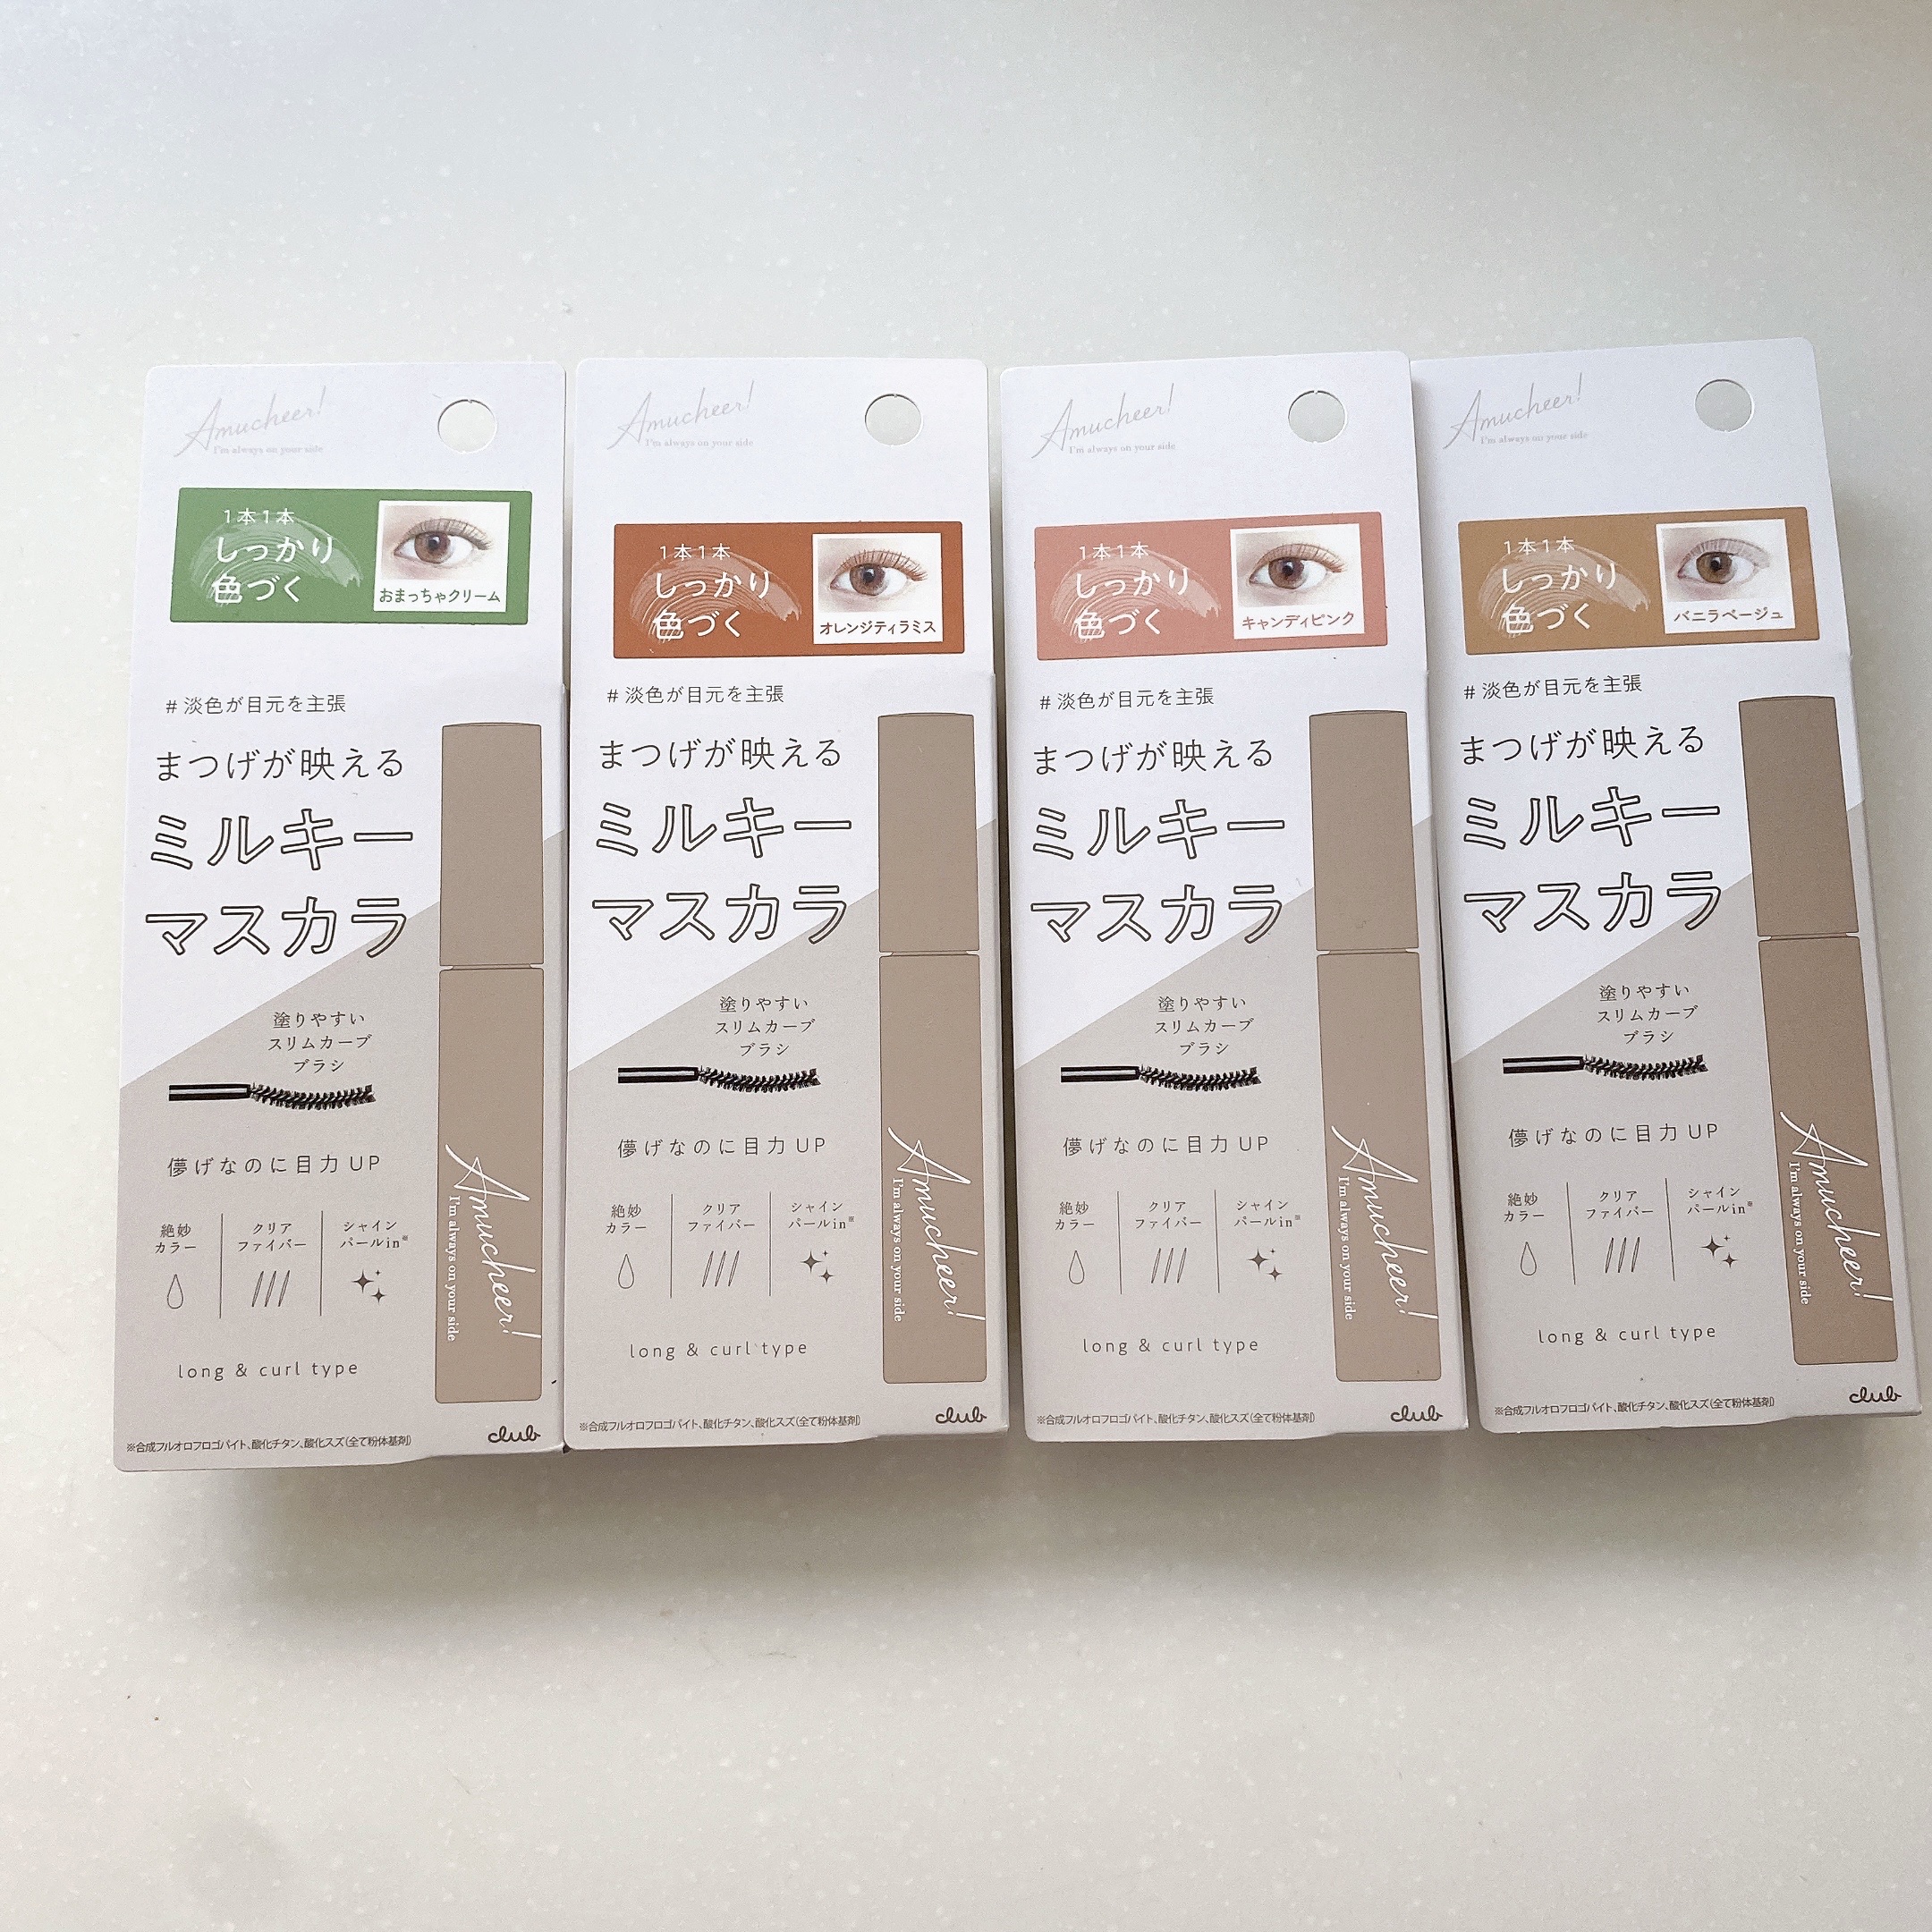 Amucheer!
I'm always on your side
1本1本
しっかり
色づく
おまっちゃクリーム
#淡色が目元を主張
まつげが映える
ミルキー
マスカラ
塗りやすい
スリムカーブ
ブラシ
儚げなのに目力UP
絶妙
カラー
クリア
ファイバー
シャイン
パールin※
long & curl type
Amucheer!
I'm always on your side
※合成フルオロフロゴパイト、酸化チタン、酸化スズ(全て粉体基剤)
club
Amucheer!
I'm always on your side
1本1本
しっかり
色づく
オレンジティラミス
#淡色が目元を主張
まつげが映える
ミルキー
マスカラ
塗りやすい
スリムカーブ
ブラシ
儚げなのに目力UP
絶妙
カラー
クリア
ファイバー
シャイン
パールin※
long & curl type
Amucheer!
I'm always on your side
※合成フルオロフロゴパイト、酸化チタン、酸化スズ(全て粉体基剤)
club
Amucheer!
I'm always on your side
1本1本
しっかり
色づく
キャンディピンク
#淡色が目元を主張
まつげが映える
ミルキー
マスカラ
塗りやすい
スリムカーブ
ブラシ
儚げなのに目力UP
絶妙
カラー
クリア
ファイバー
シャイン
パールin※
long & curl type
Amucheer!
I'm always on your side
※合成フルオロフロゴパイト、酸化チタン、酸化スズ(全て粉体基剤)
club
Amucheer!
I'm always on your side
1本1本
しっかり
色づく
バニラベージュ
#淡色が目元を主張
まつげが映える
ミルキー
マスカラ
塗りやすい
スリムカーブ
ブラシ
儚げなのに目力UP
絶妙
カラー
クリア
ファイバー
シャイン
パールin※
long & curl type
Amucheer!
I'm always on your side
※合成フルオロフロゴパイト、酸化チタン、酸化スズ(全て粉体基剤)
club